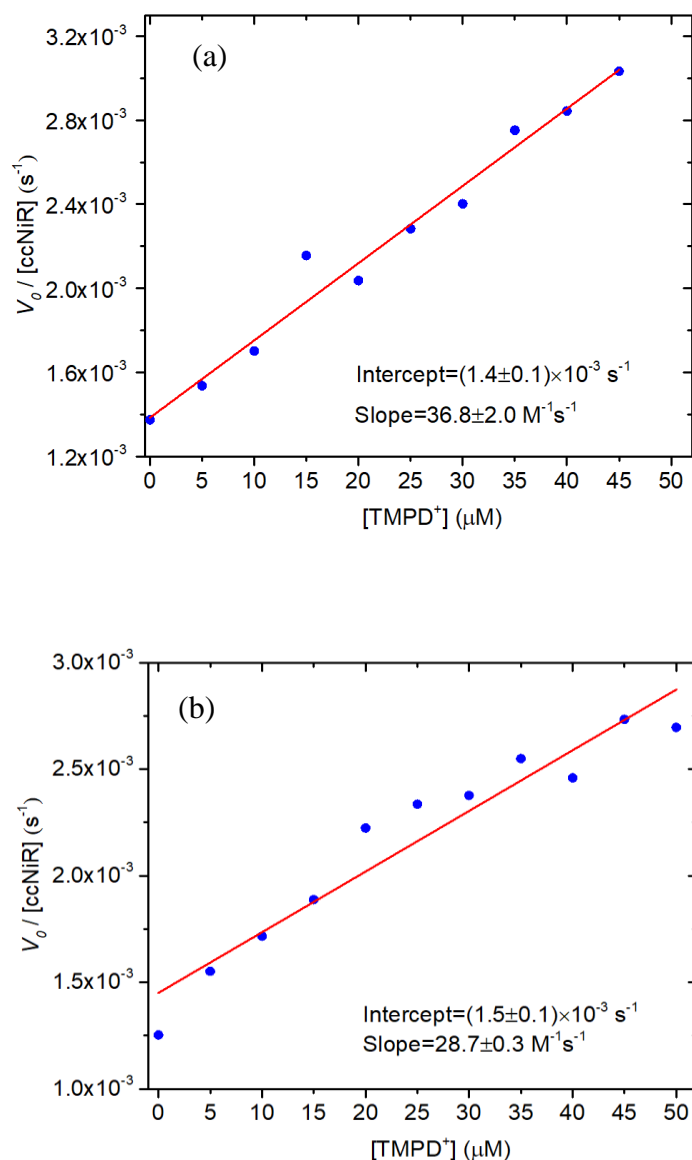 (a)
3.2x10⁻³
2.8x10⁻³
2.4x10⁻³
2.0x10⁻³
1.6x10⁻³
1.2x10⁻³
V₀ / [ccNiR] (s⁻¹)
Intercept=(1.4±0.1)×10⁻³ s⁻¹
Slope=36.8±2.0 M⁻¹s⁻¹
0 5 10 15 20 25 30 35 40 45 50
[TMPD⁺] (μM)
(b)
3.0x10⁻³
2.5x10⁻³
2.0x10⁻³
1.5x10⁻³
1.0x10⁻³
V₀ / [ccNiR] (s⁻¹)
Intercept=(1.5±0.1)×10⁻³ s⁻¹
Slope=28.7±0.3 M⁻¹s⁻¹
0 5 10 15 20 25 30 35 40 45 50
[TMPD⁺] (μM)